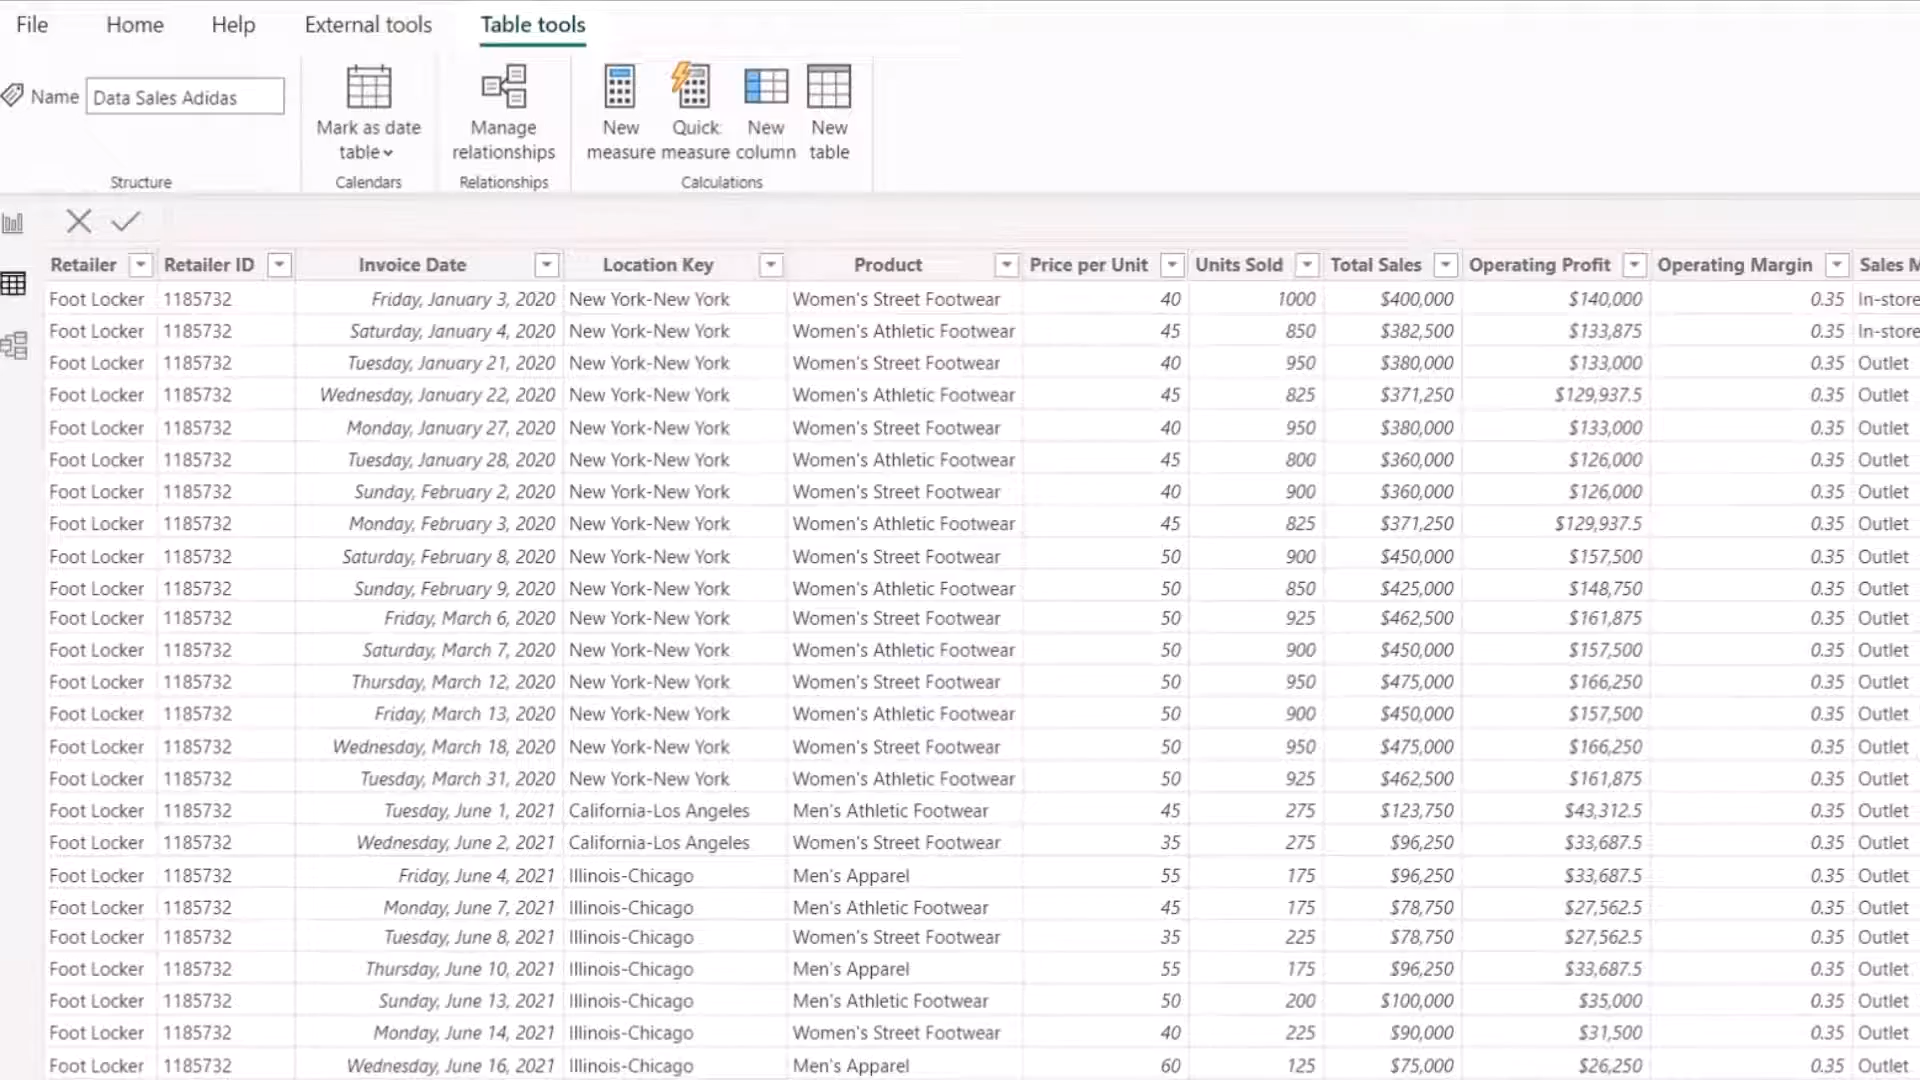 File Home Help External tools Table tools
Name Data Sales Adidas
Mark as date table
Manage relationships
New measure
Quick measure
New column
New table
Structure Calendars Relationships Calculations
Retailer Retailer ID Invoice Date Location Key Product Price per Unit Units Sold Total Sales Operating Profit Operating Margin Sales M
Foot Locker 1185732 Friday, January 3, 2020 New York-New York Women's Street Footwear 40 1000 $400,000 $140,000 0.35 In-store
Foot Locker 1185732 Saturday, January 4, 2020 New York-New York Women's Athletic Footwear 45 850 $382,500 $133,875 0.35 In-store
Foot Locker 1185732 Tuesday, January 21, 2020 New York-New York Women's Street Footwear 40 950 $380,000 $133,000 0.35 Outlet
Foot Locker 1185732 Wednesday, January 22, 2020 New York-New York Women's Athletic Footwear 45 825 $371,250 $129,937.5 0.35 Outlet
Foot Locker 1185732 Monday, January 27, 2020 New York-New York Women's Street Footwear 40 950 $380,000 $133,000 0.35 Outlet
Foot Locker 1185732 Tuesday, January 28, 2020 New York-New York Women's Athletic Footwear 45 800 $360,000 $126,000 0.35 Outlet
Foot Locker 1185732 Sunday, February 2, 2020 New York-New York Women's Street Footwear 40 900 $360,000 $126,000 0.35 Outlet
Foot Locker 1185732 Monday, February 3, 2020 New York-New York Women's Athletic Footwear 45 825 $371,250 $129,937.5 0.35 Outlet
Foot Locker 1185732 Saturday, February 8, 2020 New York-New York Women's Street Footwear 50 900 $450,000 $157,500 0.35 Outlet
Foot Locker 1185732 Sunday, February 9, 2020 New York-New York Women's Athletic Footwear 50 850 $425,000 $148,750 0.35 Outlet
Foot Locker 1185732 Friday, March 6, 2020 New York-New York Women's Street Footwear 50 925 $462,500 $161,875 0.35 Outlet
Foot Locker 1185732 Saturday, March 7, 2020 New York-New York Women's Athletic Footwear 50 900 $450,000 $157,500 0.35 Outlet
Foot Locker 1185732 Thursday, March 12, 2020 New York-New York Women's Street Footwear 50 950 $475,000 $166,250 0.35 Outlet
Foot Locker 1185732 Friday, March 13, 2020 New York-New York Women's Athletic Footwear 50 900 $450,000 $157,500 0.35 Outlet
Foot Locker 1185732 Wednesday, March 18, 2020 New York-New York Women's Street Footwear 50 950 $475,000 $166,250 0.35 Outlet
Foot Locker 1185732 Tuesday, March 31, 2020 New York-New York Women's Athletic Footwear 50 925 $462,500 $161,875 0.35 Outlet
Foot Locker 1185732 Tuesday, June 1, 2021 California-Los Angeles Men's Athletic Footwear 45 275 $123,750 $43,312.5 0.35 Outlet
Foot Locker 1185732 Wednesday, June 2, 2021 California-Los Angeles Women's Street Footwear 35 275 $96,250 $33,687.5 0.35 Outlet
Foot Locker 1185732 Friday, June 4, 2021 Illinois-Chicago Men's Apparel 55 175 $96,250 $33,687.5 0.35 Outlet
Foot Locker 1185732 Monday, June 7, 2021 Illinois-Chicago Men's Athletic Footwear 45 175 $78,750 $27,562.5 0.35 Outlet
Foot Locker 1185732 Tuesday, June 8, 2021 Illinois-Chicago Women's Street Footwear 35 225 $78,750 $27,562.5 0.35 Outlet
Foot Locker 1185732 Thursday, June 10, 2021 Illinois-Chicago Men's Apparel 55 175 $96,250 $33,687.5 0.35 Outlet
Foot Locker 1185732 Sunday, June 13, 2021 Illinois-Chicago Men's Athletic Footwear 50 200 $100,000 $35,000 0.35 Outlet
Foot Locker 1185732 Monday, June 14, 2021 Illinois-Chicago Women's Street Footwear 40 225 $90,000 $31,500 0.35 Outlet
Foot Locker 1185732 Wednesday, June 16, 2021 Illinois-Chicago Men's Apparel 60 125 $75,000 $26,250 0.35 Outlet